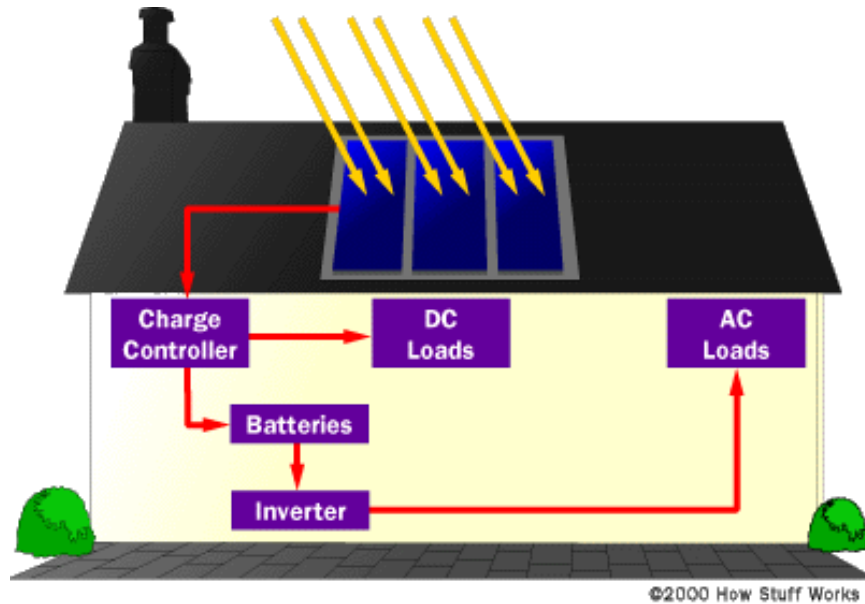 Charge
Controller
DC
Loads
AC
Loads
Batteries
Inverter
©2000 How Stuff Works